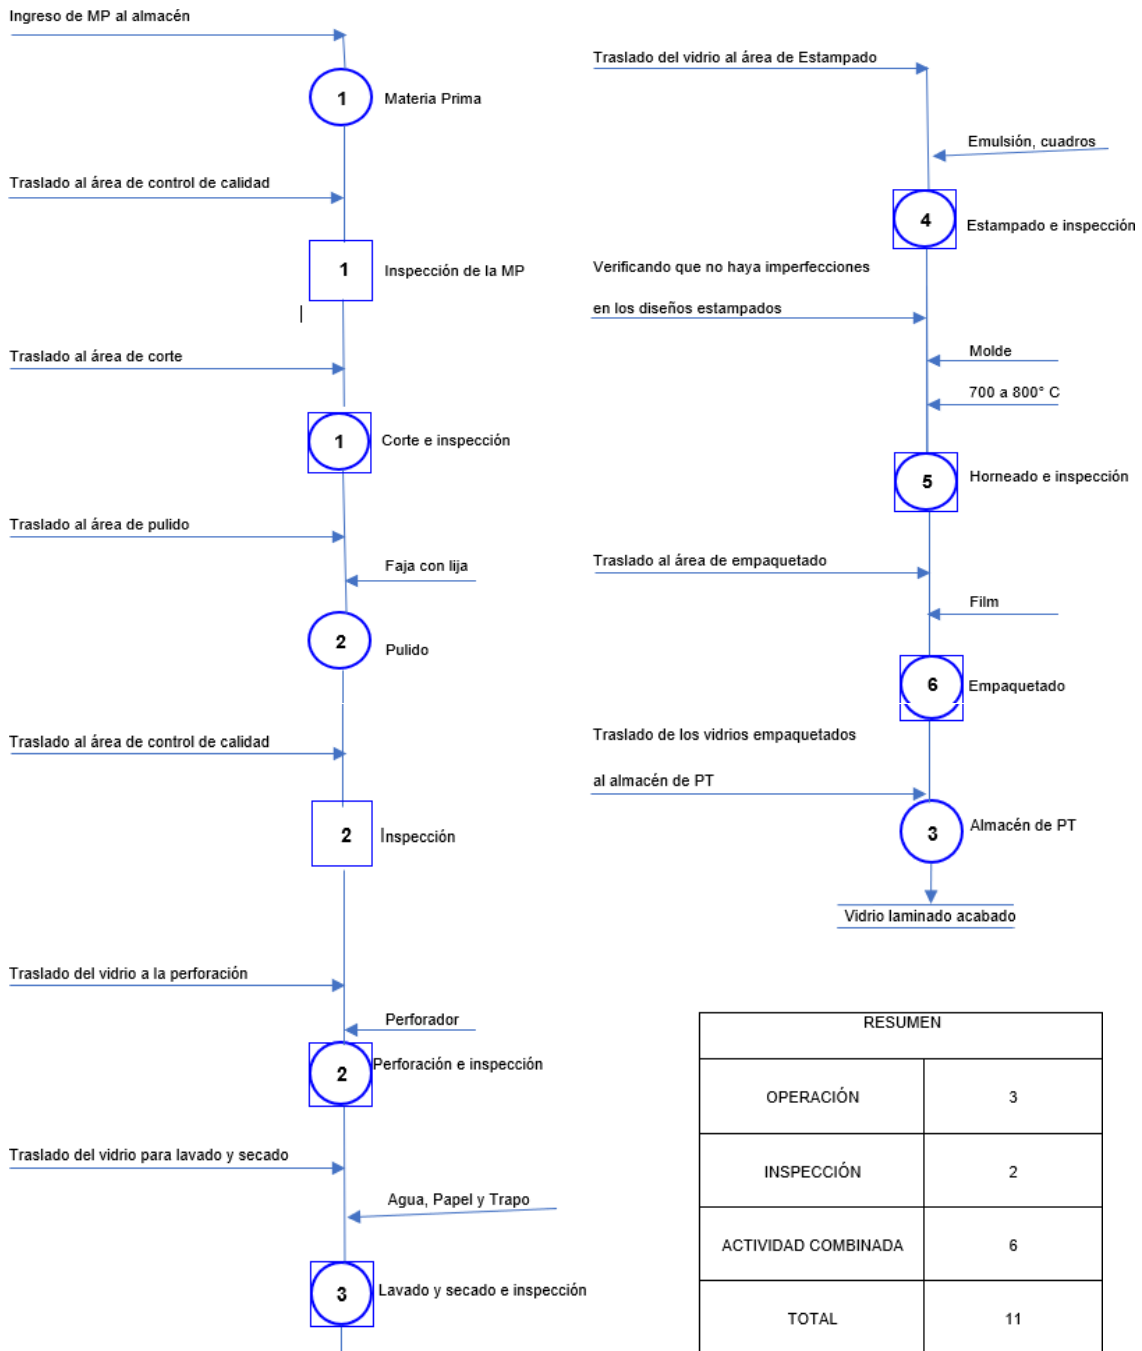 Ingreso de MP al almacén
1
Materia Prima
Traslado al área de control de calidad
1
Inspección de la MP
Traslado al área de corte
1
Corte e inspección
Traslado al área de pulido
Faja con lija
2
Pulido
Traslado al área de control de calidad
2
Inspección
Traslado del vidrio a la perforación
Perforador
2
Perforación e inspección
Traslado del vidrio para lavado y secado
Agua, Papel y Trapo
3
Lavado y secado e inspección
Traslado del vidrio al área de Estampado
Emulsión, cuadros
4
Estampado e inspección
Verificando que no haya imperfecciones
en los diseños estampados
Molde
700 a 800° C
5
Horneado e inspección
Traslado al área de empaquetado
Film
6
Empaquetado
Traslado de los vidrios empaquetados
al almacén de PT
3
Almacén de PT
Vidrio laminado acabado
RESUMEN
OPERACIÓN 3
INSPECCIÓN 2
ACTIVIDAD COMBINADA 6
TOTAL 11